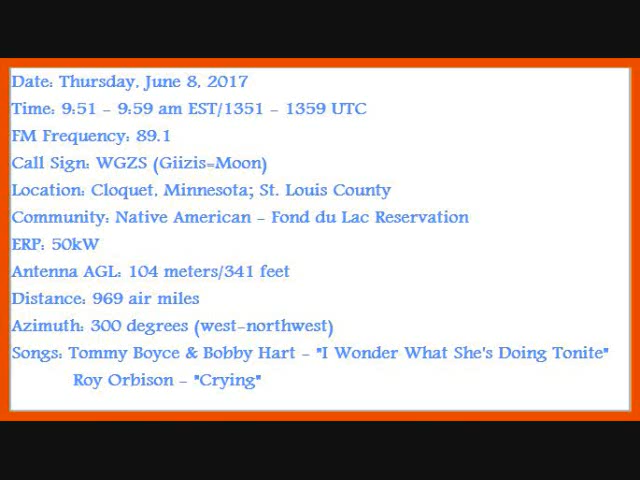 Date: Thursday, June 8, 2017
Time: 9:51 - 9:59 am EST/1351 - 1359 UTC
FM Frequency: 89.1
Call Sign: WGZS (Giizis=Moon)
Location: Cloquet, Minnesota; St. Louis County
Community: Native American - Fond du Lac Reservation
ERP: 50kW
Antenna AGL: 104 meters/341 feet
Distance: 969 air miles
Azimuth: 300 degrees (west-northwest)
Songs: Tommy Boyce & Bobby Hart - "I Wonder What She's Doing Tonite"
Roy Orbison - "Crying"